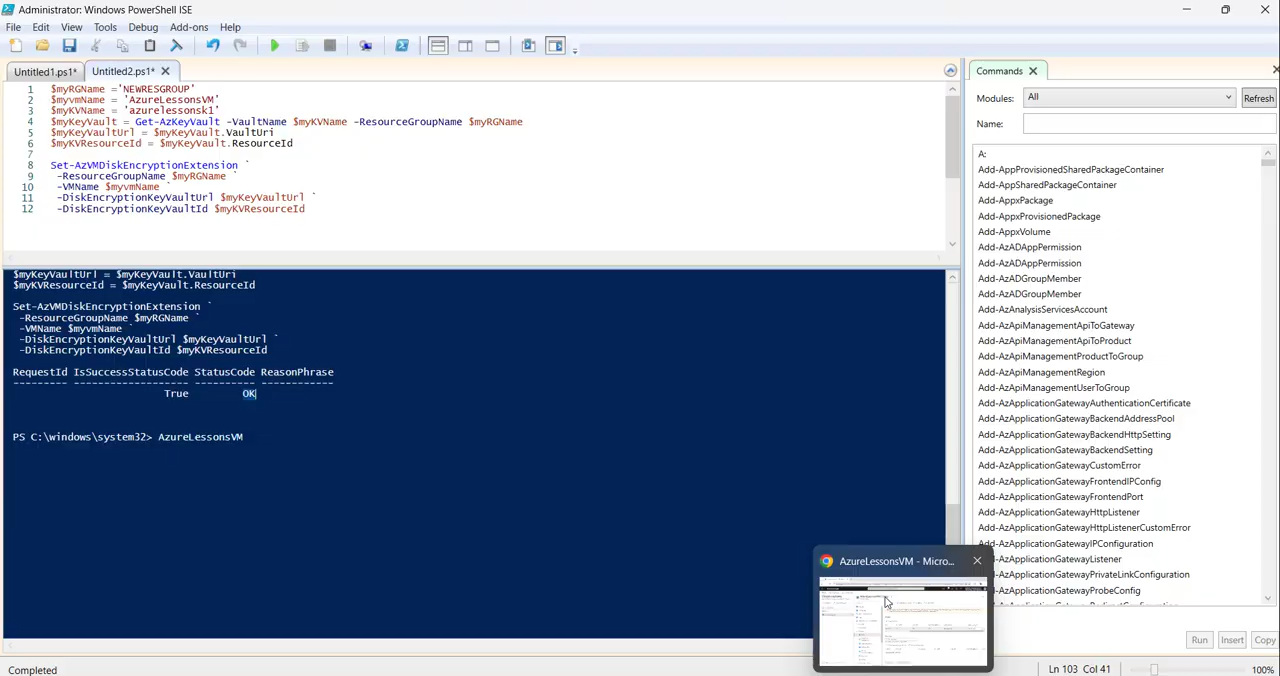 Administrator: Windows PowerShell ISE
File Edit View Tools Debug Add-ons Help
Untitled1.ps1* Untitled2.ps1*
1 $myRGName ='NEWRESGROUP'
2 $myvmName = 'AzureLessonsVM'
3 $myKVName = 'azurelessonsk1'
4 $myKeyVault = Get-AzKeyVault -VaultName $myKVName -ResourceGroupName $myRGName
5 $myKeyVaultUrl = $myKeyVault.VaultUri
6 $myKVResourceId = $myKeyVault.ResourceId
7
8 Set-AzVMDiskEncryptionExtension `
9 -ResourceGroupName $myRGName `
10 -VMName $myvmName `
11 -DiskEncryptionKeyVaultUrl $myKeyVaultUrl `
12 -DiskEncryptionKeyVaultId $myKVResourceId
$myKeyVaultUrl = $myKeyVault.VaultUri
$myKVResourceId = $myKeyVault.ResourceId
Set-AzVMDiskEncryptionExtension `
-ResourceGroupName $myRGName `
-VMName $myvmName `
-DiskEncryptionKeyVaultUrl $myKeyVaultUrl `
-DiskEncryptionKeyVaultId $myKVResourceId
RequestId IsSuccessStatusCode StatusCode ReasonPhrase
--------- ------------------- ---------- ------------
True OK
PS C:\windows\system32> AzureLessonsVM
Commands
Modules: All Refresh
Name:
A:
Add-AppProvisionedSharedPackageContainer
Add-AppSharedPackageContainer
Add-AppxPackage
Add-AppxProvisionedPackage
Add-AppxVolume
Add-AzADAppPermission
Add-AzADAppPermission
Add-AzADGroupMember
Add-AzADGroupMember
Add-AzAnalysisServicesAccount
Add-AzApiManagementApiToGateway
Add-AzApiManagementApiToProduct
Add-AzApiManagementProductToGroup
Add-AzApiManagementRegion
Add-AzApiManagementUserToGroup
Add-AzApplicationGatewayAuthenticationCertificate
Add-AzApplicationGatewayBackendAddressPool
Add-AzApplicationGatewayBackendHttpSetting
Add-AzApplicationGatewayBackendSetting
Add-AzApplicationGatewayCustomError
Add-AzApplicationGatewayFrontendIPConfig
Add-AzApplicationGatewayFrontendPort
Add-AzApplicationGatewayHttpListener
Add-AzApplicationGatewayHttpListenerCustomError
-AzApplicationGatewayIPConfiguration
-AzApplicationGatewayListener
-AzApplicationGatewayPrivateLinkConfiguration
-AzApplicationGatewayProbeConfig
AzureLessonsVM - Micro...
Run Insert Copy
Completed
Ln 103 Col 41
100%